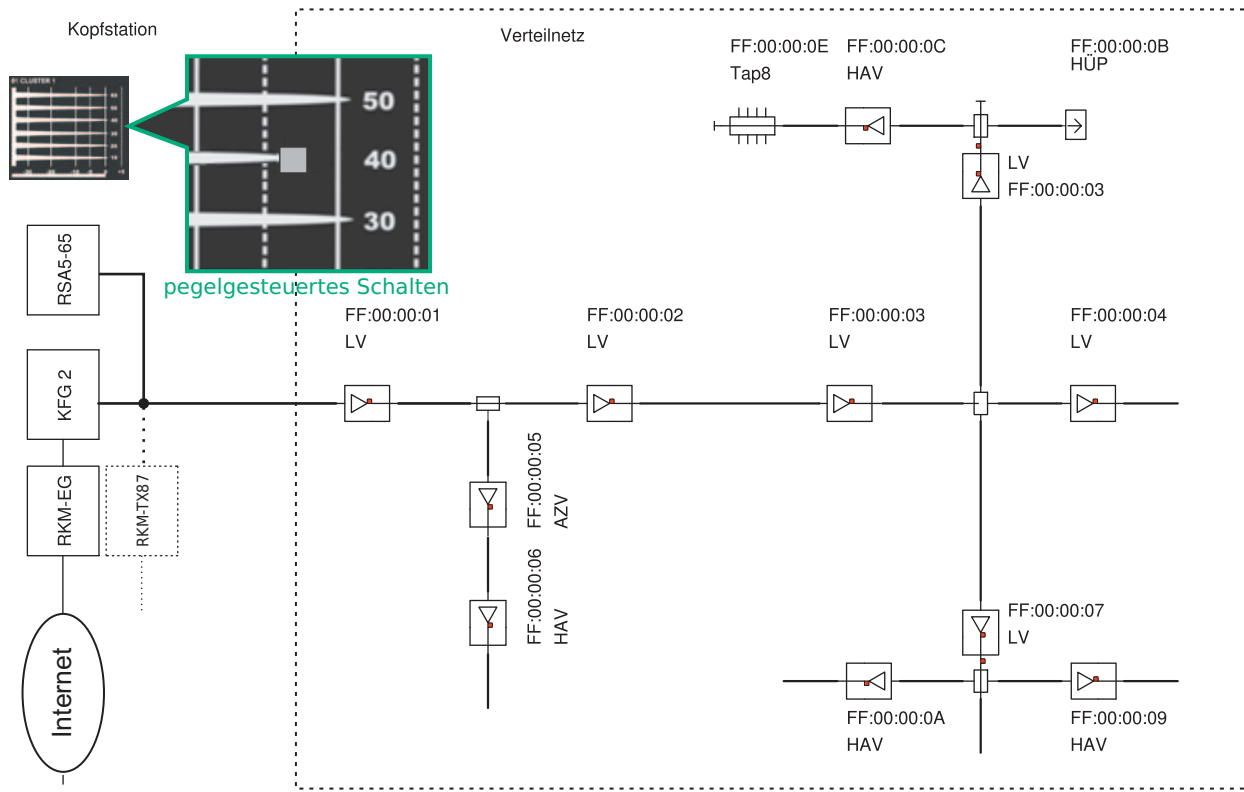 Kopfstation
Verteilnetz
FF:00:00:0E
Tap8
FF:00:00:0C
HAV
FF:00:00:0B
HÜP
01 CLUSTER 1
50
40
30
pegelgesteuertes Schalten
LV
FF:00:00:03
RSA5-65
FF:00:00:01
LV
FF:00:00:02
LV
FF:00:00:03
LV
FF:00:00:04
LV
KFG 2
RKM-EG
RKM-TX87
FF:00:00:05
AZV
FF:00:00:06
HAV
FF:00:00:07
LV
Internet
FF:00:00:0A
HAV
FF:00:00:09
HAV